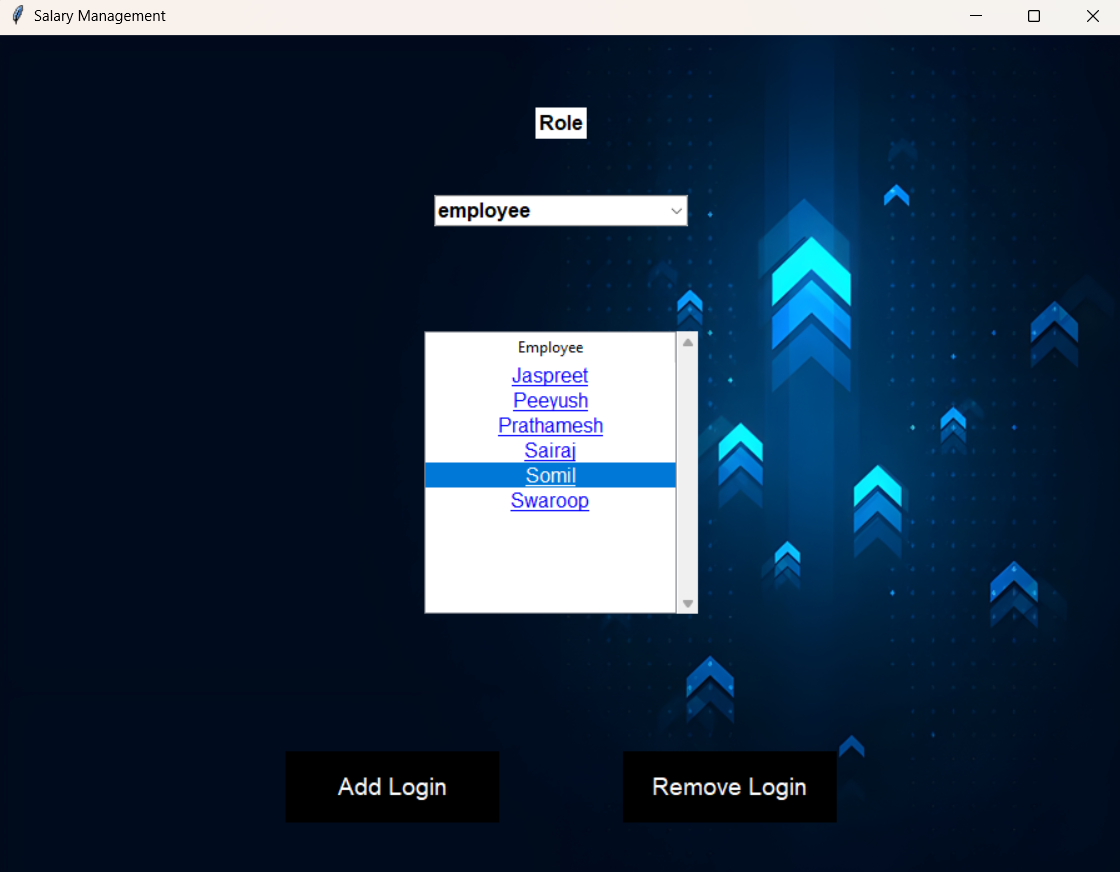 Salary Management
Role
employee
Employee
Jaspreet
Peeyush
Prathamesh
Sairaj
Somil
Swaroop
Add Login
Remove Login